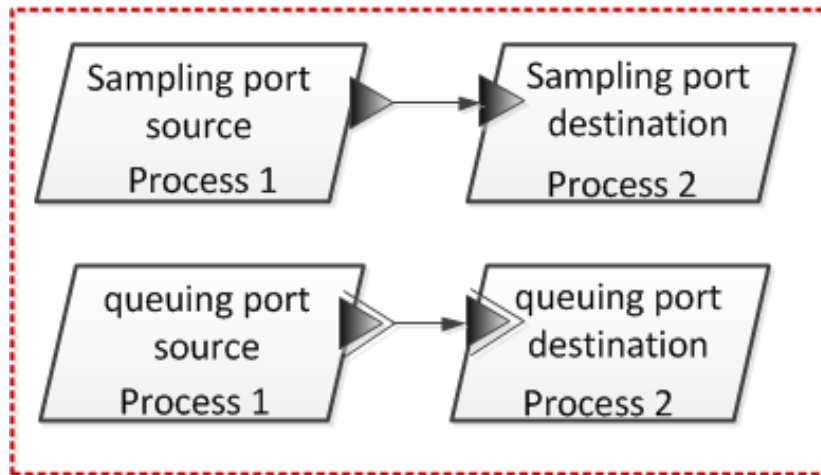 Sampling port
source
Process 1
Sampling port
destination
Process 2
queuing port
source
Process 1
queuing port
destination
Process 2